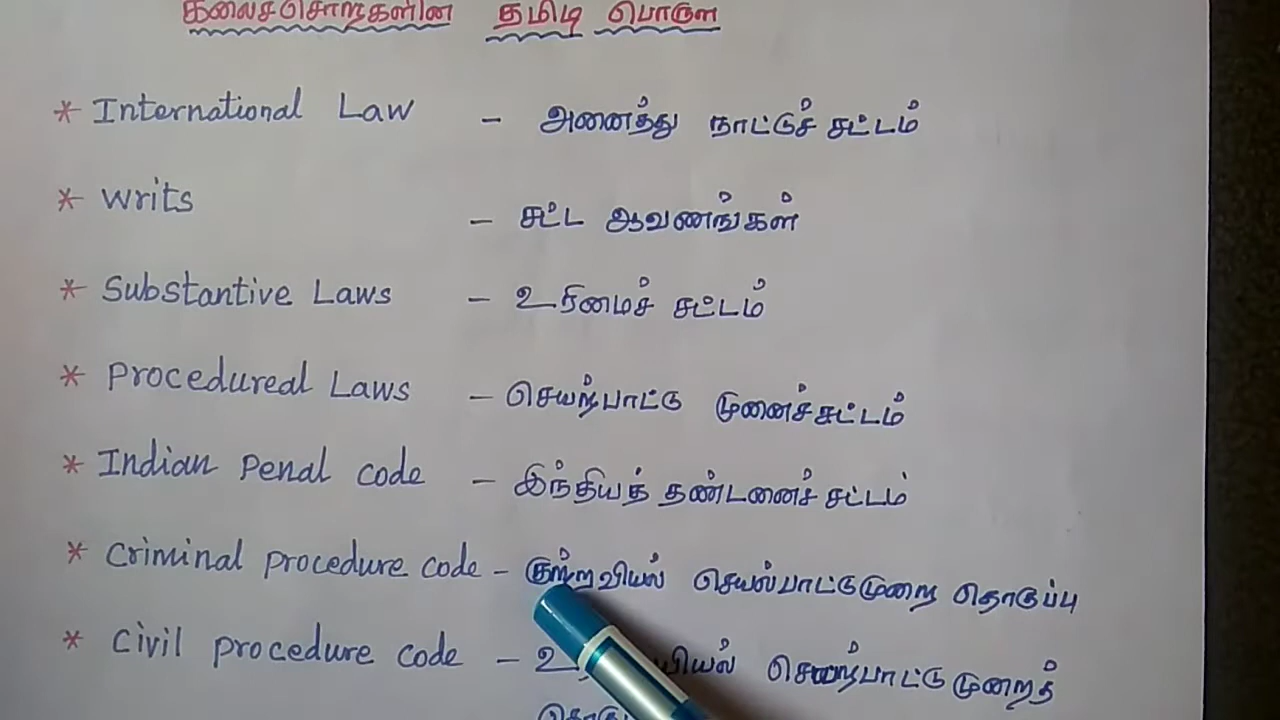 கலைச்சொற்களின் தமிழ் பொருள்
* International Law - அனைத்து நாட்டுச் சட்டம்
* Writs - சட்ட ஆவணங்கள்
* Substantive Laws - உரிமைச் சட்டம்
* Procedureal Laws - செயற்பாட்டு முனைச்சட்டம்
* Indian Penal Code - இந்தியத் தண்டனைச் சட்டம்
* Criminal procedure code - குற்றவியல் செயல்பாட்டுமுறை தொடுப்பு
* Civil procedure code - செயற்பாட்டு முறைத்